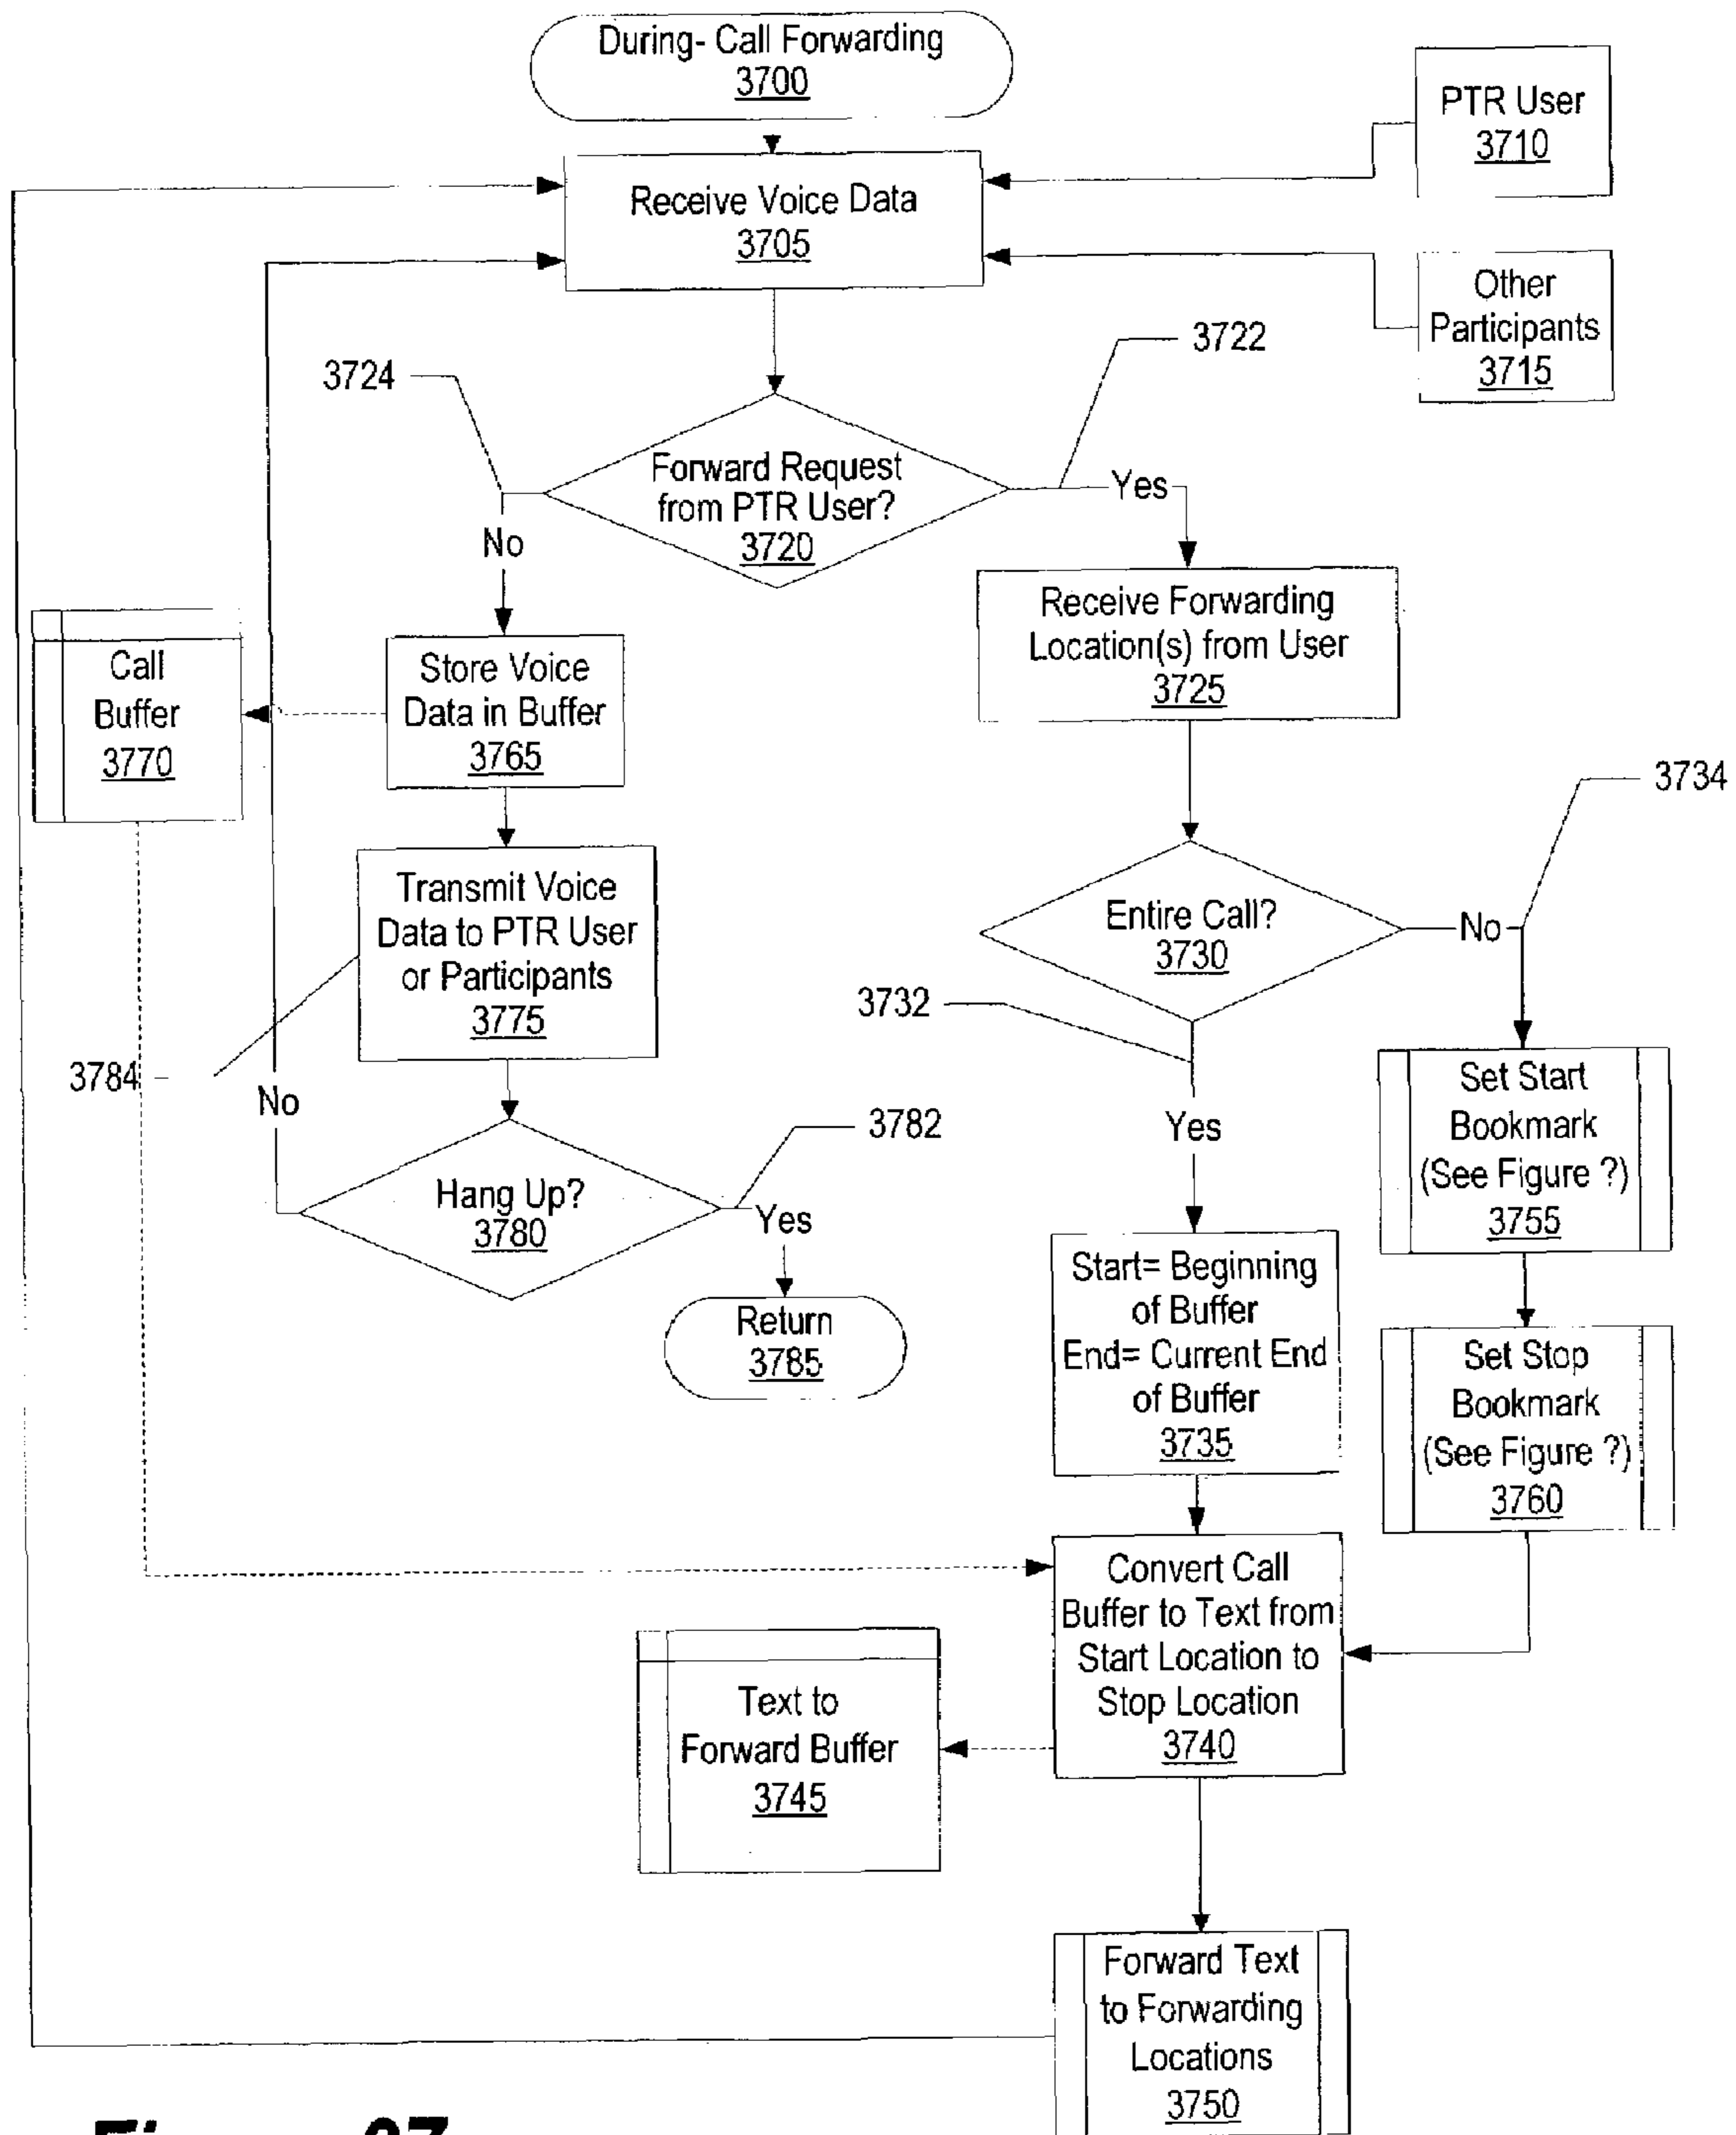 During- Call Forwarding
3700
PTR User
3710
Receive Voice Data
3705
Other
Participants
3715
3724
3722
Forward Request
from PTR User?
3720
Yes
No
Receive Forwarding
Location(s) from User
3725
Call
Buffer
3770
Store Voice
Data in Buffer
3765
3734
Transmit Voice
Data to PTR User
or Participants
3775
Entire Call?
3730
No
3732
3784
No
3782
Yes
Set Start
Bookmark
(See Figure ?)
3755
Hang Up?
3780
Yes
Return
3785
Start= Beginning
of Buffer
End= Current End
of Buffer
3735
Set Stop
Bookmark
(See Figure ?)
3760
Convert Call
Buffer to Text from
Start Location to
Stop Location
3740
Text to
Forward Buffer
3745
Forward Text
to Forwarding
Locations
3750